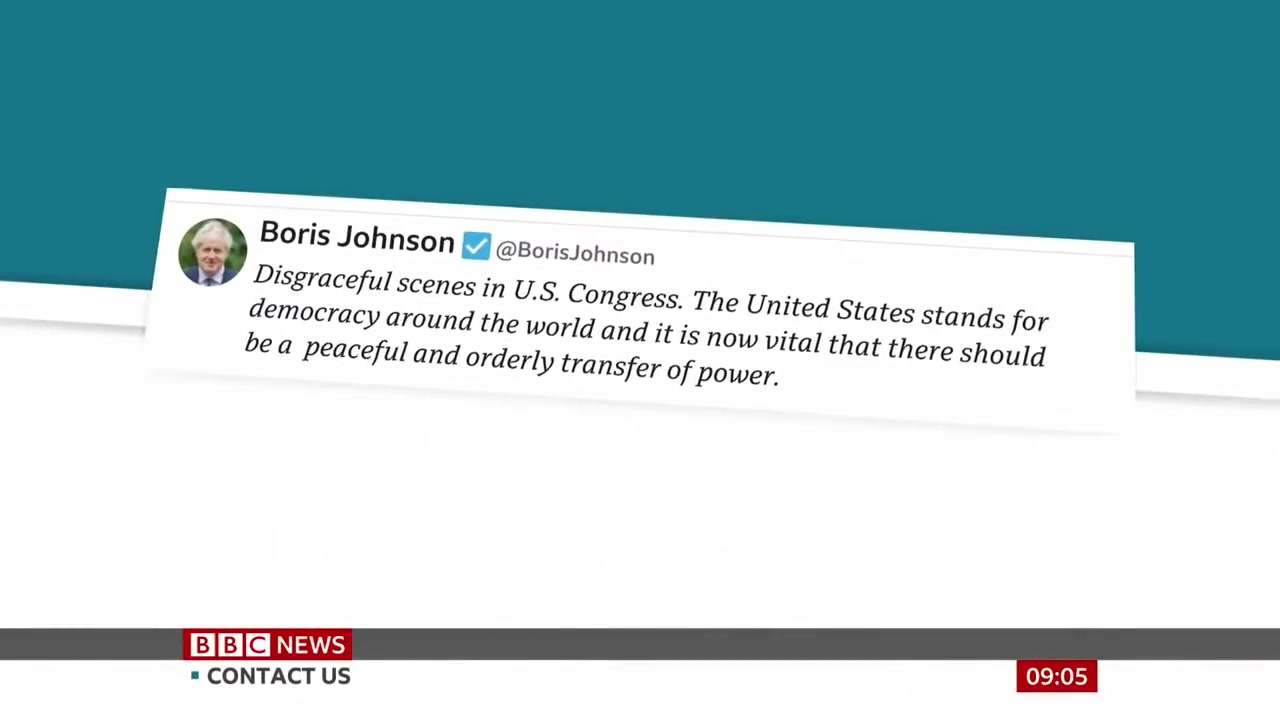 Boris Johnson @BorisJohnson
Disgraceful scenes in U.S. Congress. The United States stands for
democracy around the world and it is now vital that there should
be a peaceful and orderly transfer of power.
BBC NEWS
CONTACT US
09:05